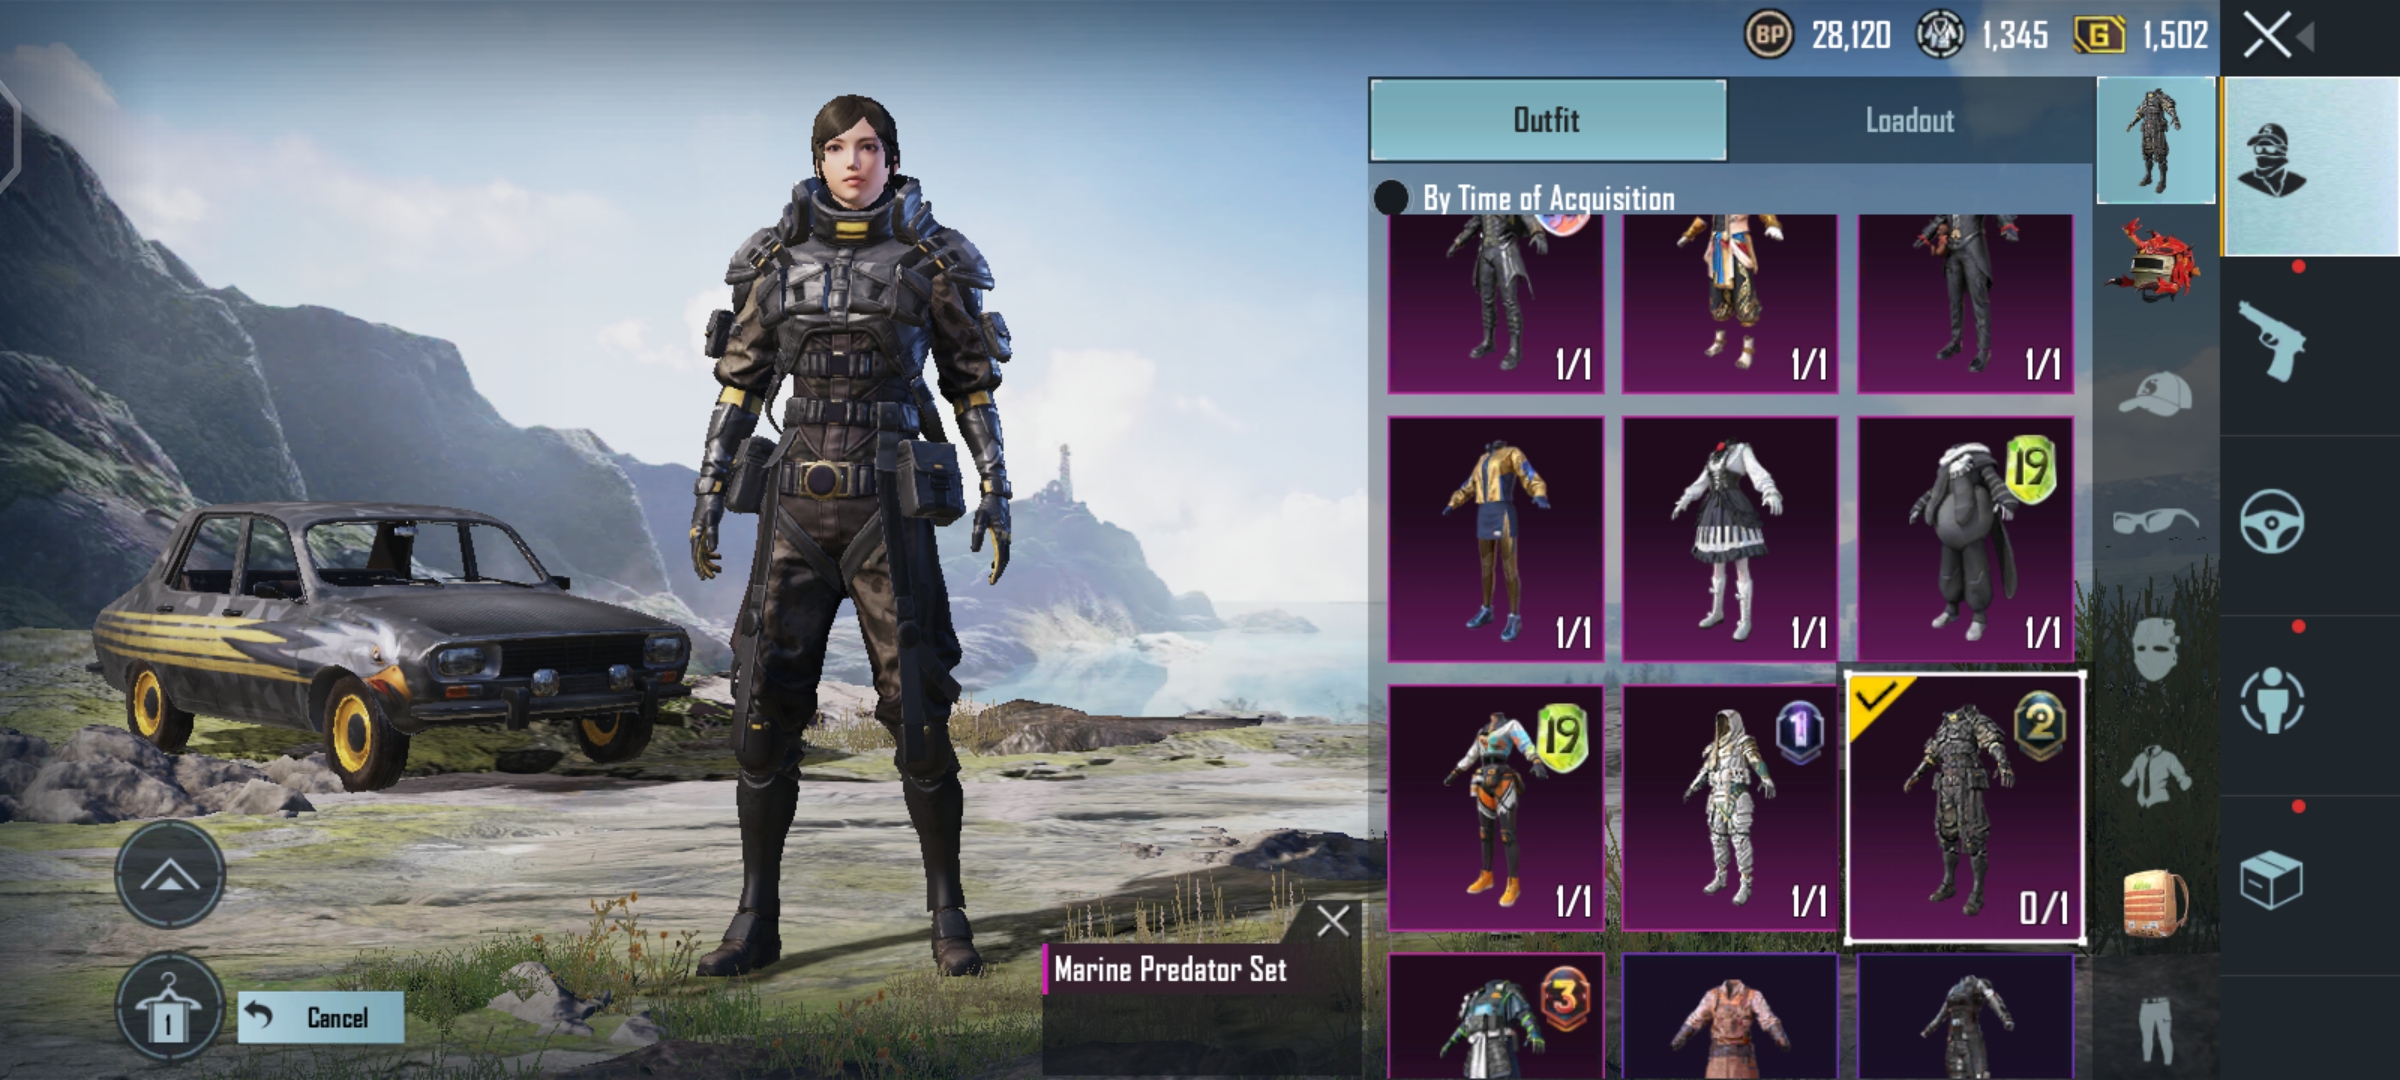 BP 28,120 1,345 G 1,502
Outfit Loadout
By Time of Acquisition
1/1 1/1 1/1
19
1/1 1/1 1/1
19 1 2
1/1 1/1 0/1
Marine Predator Set
3
1 Cancel